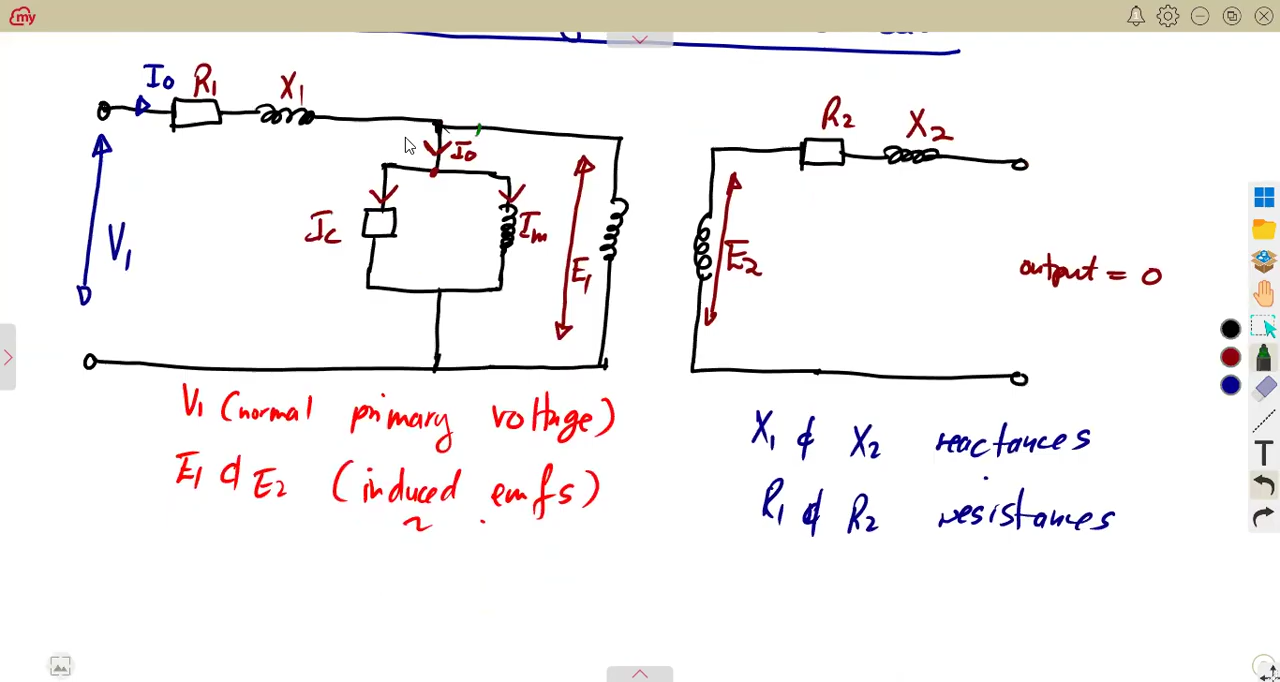 my
I0 R1 X1
I0
Ic Im
V1
E1
R2 X2
E2
output = 0
V1 (normal primary voltage)
E1 & E2 (induced emfs)
X1 & X2 reactances
R1 & R2 resistances
T